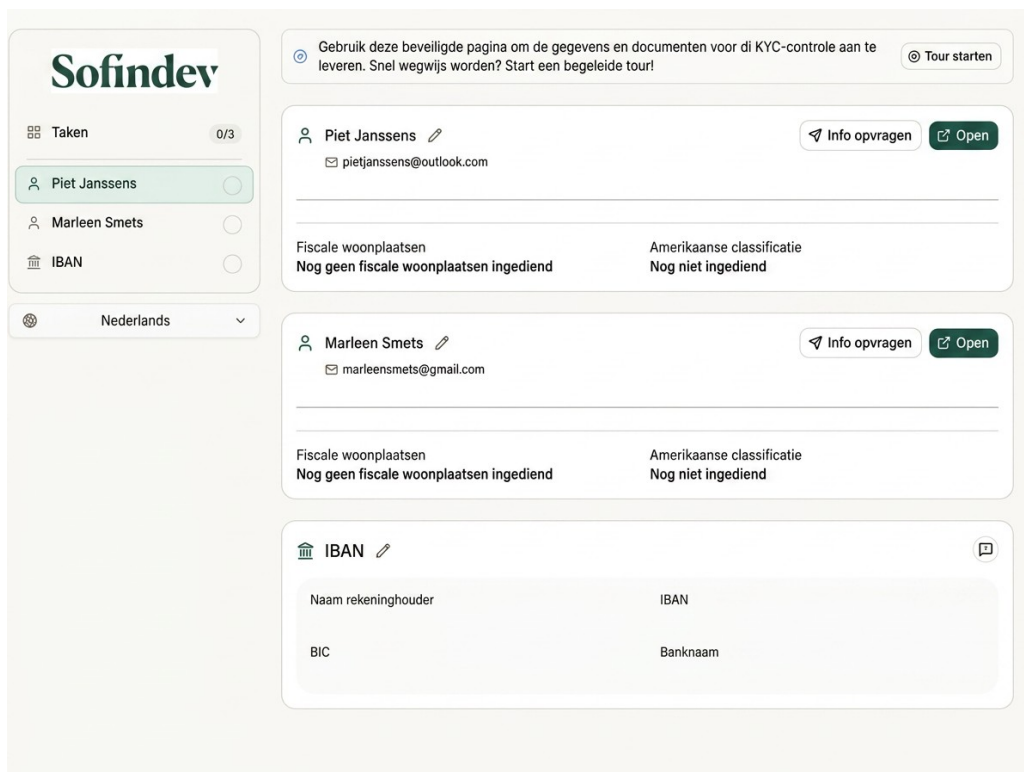 Sofindev
Taken
0/3
Piet Janssens
Marleen Smets
IBAN
Nederlands
Gebruik deze beveiligde pagina om de gegevens en documenten voor di KYC-controle aan te
leveren. Snel wegwijs worden? Start een begeleide tour!
Tour starten
Piet Janssens
Info opvragen
Open
pietjanssens@outlook.com
Fiscale woonplaatsen
Nog geen fiscale woonplaatsen ingediend
Amerikaanse classificatie
Nog niet ingediend
Marleen Smets
Info opvragen
Open
marleensmets@gmail.com
Fiscale woonplaatsen
Nog geen fiscale woonplaatsen ingediend
Amerikaanse classificatie
Nog niet ingediend
IBAN
Naam rekeninghouder
IBAN
BIC
Banknaam